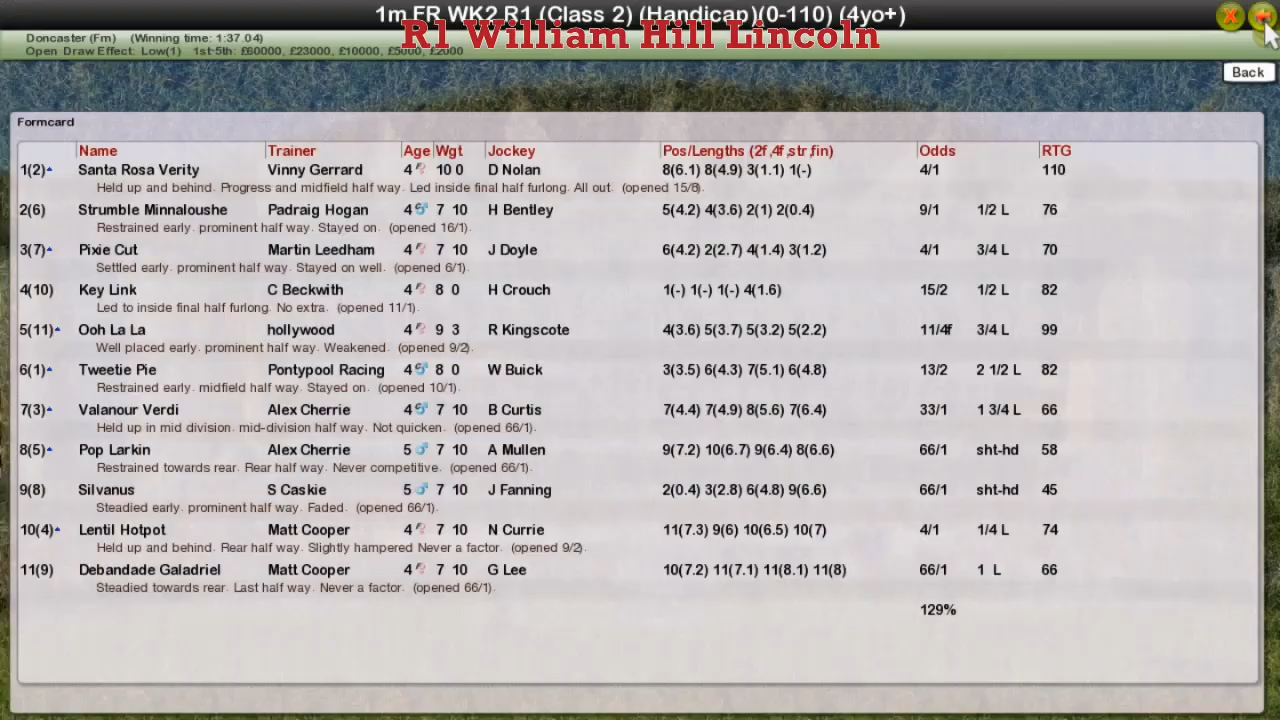 1m FR WK2 R1 (Class 2) (Handicap)(0-110) (4yo+)
R1 William Hill Lincoln
Doncaster (Fm) (Winning time: 1:37.04)
Open Draw Effect: Low(1) 1st-5th: £60000, £23000, £10000, £5000, £2000
Back
Formcard
Name Trainer Age Wgt Jockey Pos/Lengths (2f,4f,str,fin) Odds RTG
1(2) Santa Rosa Verity Vinny Gerrard 4 10 0 D Nolan 8(6.1) 8(4.9) 3(1.1) 1(-) 4/1 110
Held up and behind. Progress and midfield half way. Led inside final half furlong. All out. (opened 15/8).
2(6) Strumble Minnaloushe Padraig Hogan 4 7 10 H Bentley 5(4.2) 4(3.6) 2(1) 2(0.4) 9/1 1/2 L 76
Restrained early. prominent half way. Stayed on. (opened 16/1).
3(7) Pixie Cut Martin Leedham 4 7 10 J Doyle 6(4.2) 2(2.7) 4(1.4) 3(1.2) 4/1 3/4 L 70
Settled early. prominent half way. Stayed on well. (opened 6/1).
4(10) Key Link C Beckwith 4 8 0 H Crouch 1(-) 1(-) 1(-) 4(1.6) 15/2 1/2 L 82
Led to inside final half furlong. No extra. (opened 11/1).
5(11) Ooh La La hollywood 4 9 3 R Kingscote 4(3.6) 5(3.7) 5(3.2) 5(2.2) 11/4f 3/4 L 99
Well placed early. prominent half way. Weakened. (opened 9/2).
6(1) Tweetie Pie Pontypool Racing 4 8 0 W Buick 3(3.5) 6(4.3) 7(5.1) 6(4.8) 13/2 2 1/2 L 82
Restrained early. midfield half way. Stayed on. (opened 10/1).
7(3) Valanour Verdi Alex Cherrie 4 7 10 B Curtis 7(4.4) 7(4.9) 8(5.6) 7(6.4) 33/1 1 3/4 L 66
Held up in mid division. mid-division half way. Not quicken. (opened 66/1).
8(5) Pop Larkin Alex Cherrie 5 7 10 A Mullen 9(7.2) 10(6.7) 9(6.4) 8(6.6) 66/1 sht-hd 58
Restrained towards rear. Rear half way. Never competitive. (opened 66/1).
9(8) Silvanus S Caskie 5 7 10 J Fanning 2(0.4) 3(2.8) 6(4.8) 9(6.6) 66/1 sht-hd 45
Steadied early. prominent half way. Faded. (opened 66/1).
10(4) Lentil Hotpot Matt Cooper 4 7 10 N Currie 11(7.3) 9(6) 10(6.5) 10(7) 4/1 1/4 L 74
Held up and behind. Rear half way. Slightly hampered Never a factor. (opened 9/2).
11(9) Debandade Galadriel Matt Cooper 4 7 10 G Lee 10(7.2) 11(7.1) 11(8.1) 11(8) 66/1 1 L 66
Steadied towards rear. Last half way. Never a factor. (opened 66/1).
129%